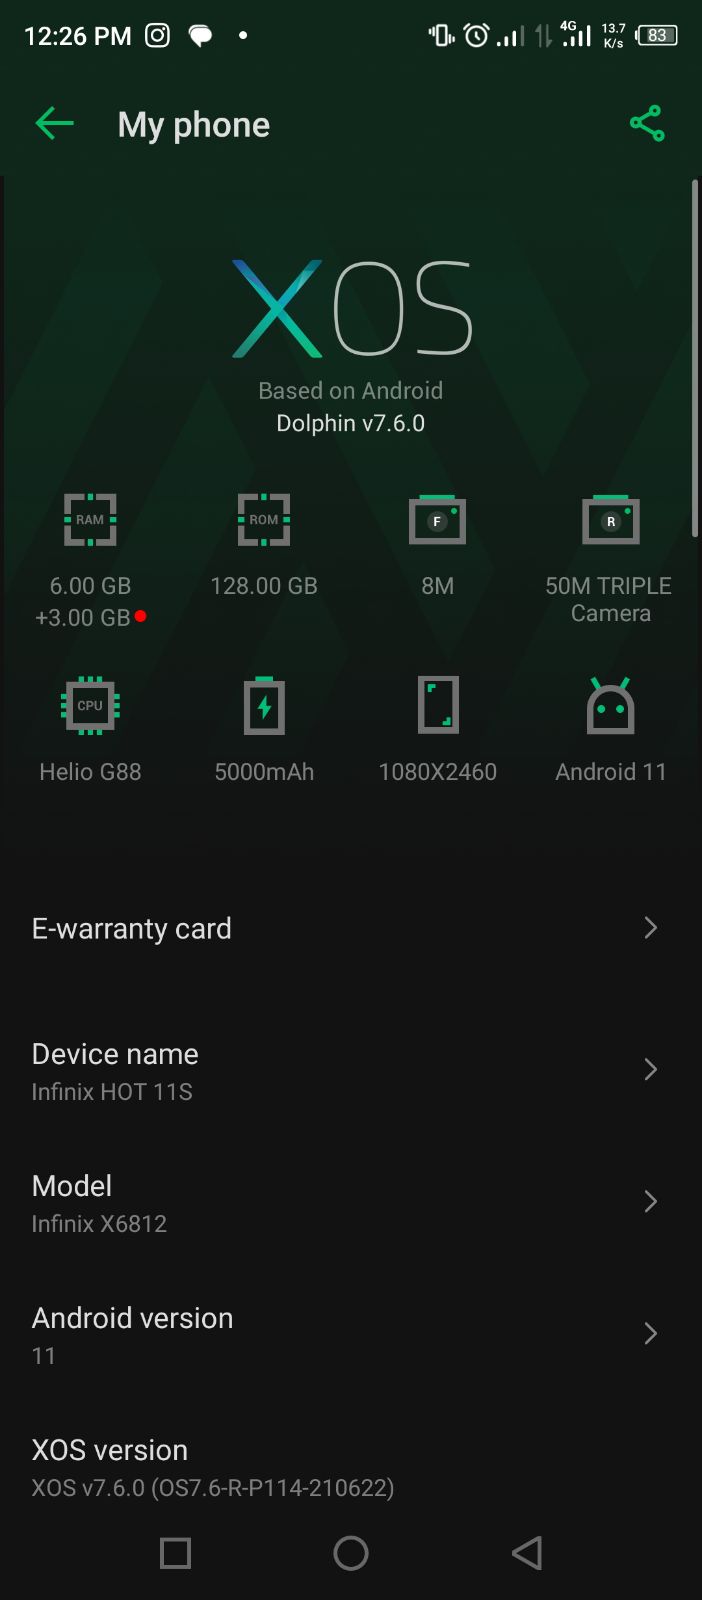 12:26 PM 4G 13.7 K/s 83
My phone
XOS
Based on Android
Dolphin v7.6.0
RAM ROM F R
6.00 GB 128.00 GB 8M 50M TRIPLE
+3.00 GB Camera
CPU
Helio G88 5000mAh 1080X2460 Android 11
E-warranty card
Device name
Infinix HOT 11S
Model
Infinix X6812
Android version
11
XOS version
XOS v7.6.0 (OS7.6-R-P114-210622)